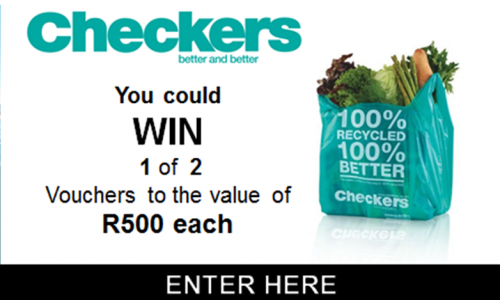 Checkers
better and better
You could
WIN
1 of 2
Vouchers to the value of
R500 each
100%
RECYCLED
100%
BETTER
Checkers
ENTER HERE